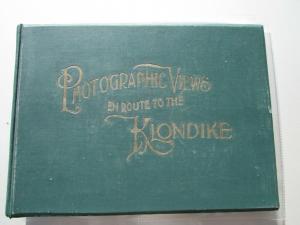 PHOTOGRAPHIC VIEWS
EN ROUTE TO THE
KLONDIKE